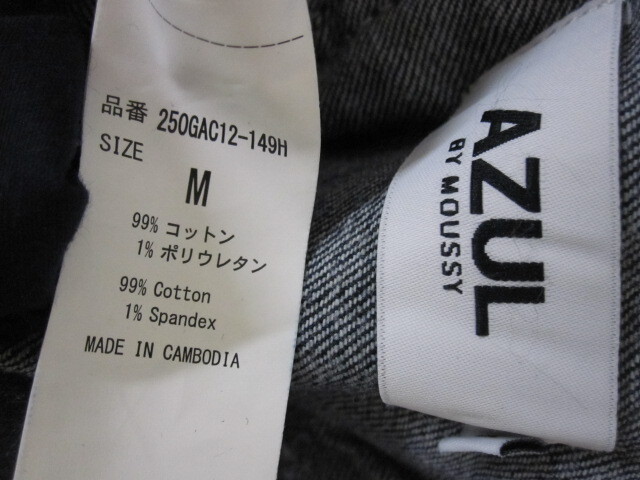 品番 250GAC12-149H
SIZE
M
99% コットン
1% ポリウレタン
99% Cotton
1% Spandex
MADE IN CAMBODIA
AZUL
BY MOUSSY